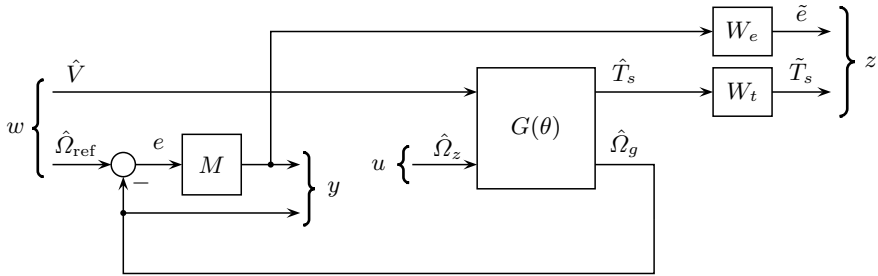 ẽ
W_e
z
V̂
T̂_s
T̃_s
W_t
w
G(θ)
Ω̂_ref
e
Ω̂_z
Ω̂_g
M
u
−
y